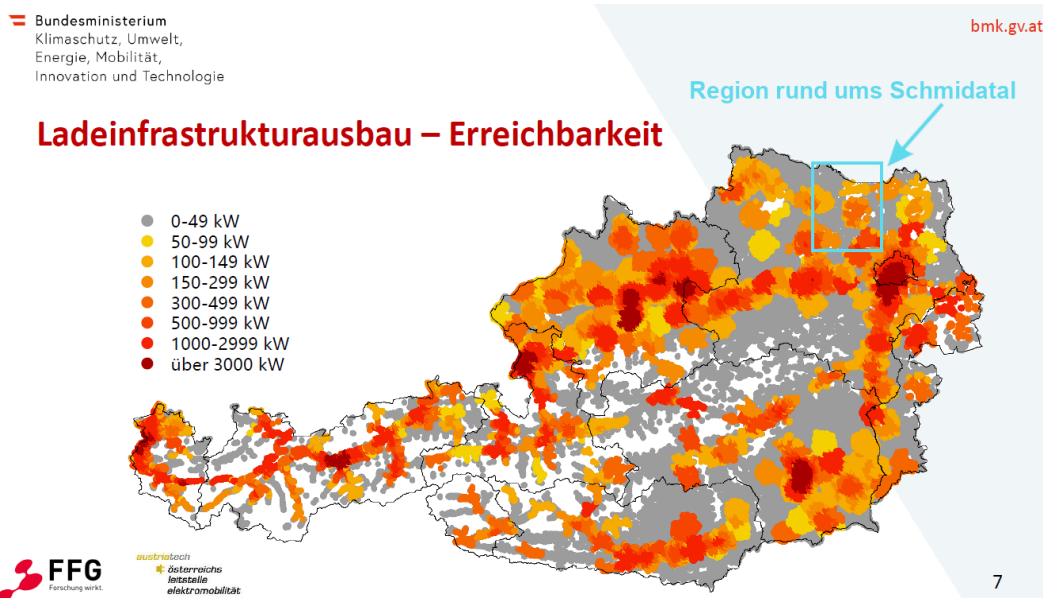 Bundesministerium
Klimaschutz, Umwelt,
Energie, Mobilität,
Innovation und Technologie
bmk.gv.at
Region rund ums Schmidatal
Ladeinfrastrukturausbau – Erreichbarkeit
0-49 kW
50-99 kW
100-149 kW
150-299 kW
300-499 kW
500-999 kW
1000-2999 kW
über 3000 kW
FFG
Forschung wirkt.
austriatech
österreichs
leitstelle
elektromobilität
7